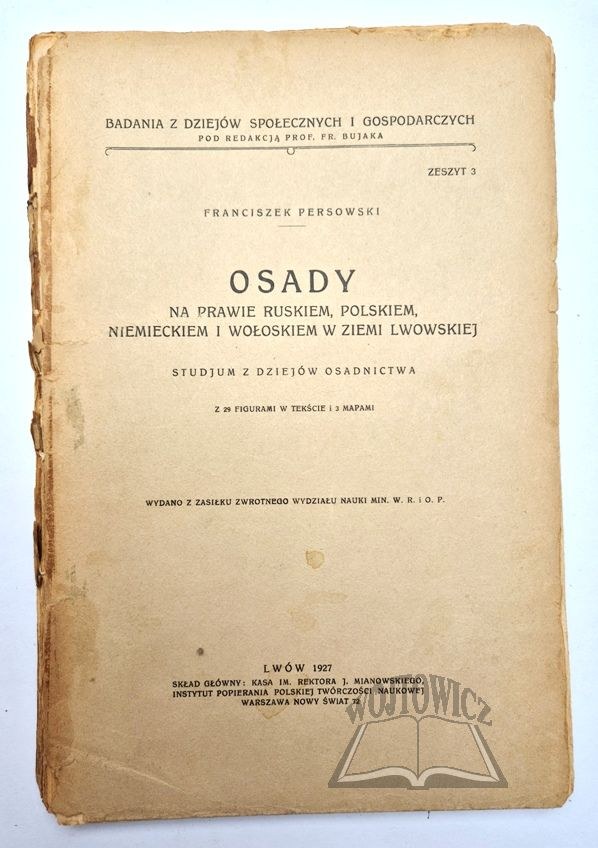 BADANIA Z DZIEJÓW SPOŁECZNYCH I GOSPODARCZYCH
POD REDAKCJĄ PROF. FR. BUJAKA
ZESZYT 3
FRANCISZEK PERSOWSKI
OSADY
NA PRAWIE RUSKIEM, POLSKIEM,
NIEMIECKIEM I WOŁOSKIEM W ZIEMI LWOWSKIEJ
STUDJUM Z DZIEJÓW OSADNICTWA
Z 29 FIGURAMI W TEKŚCIE i 3 MAPAMI
WYDANO Z ZASIŁKU ZWROTNEGO WYDZIAŁU NAUKI MIN. W. R. i O. P.
LWÓW 1927
SKŁAD GŁÓWNY: KASA IM. REKTORA J. MIANOWSKIEGO,
INSTYTUT POPIERANIA POLSKIEJ TWÓRCZOŚCI NAUKOWEJ
WARSZAWA NOWY ŚWIAT 72
WÓJTOWICZ